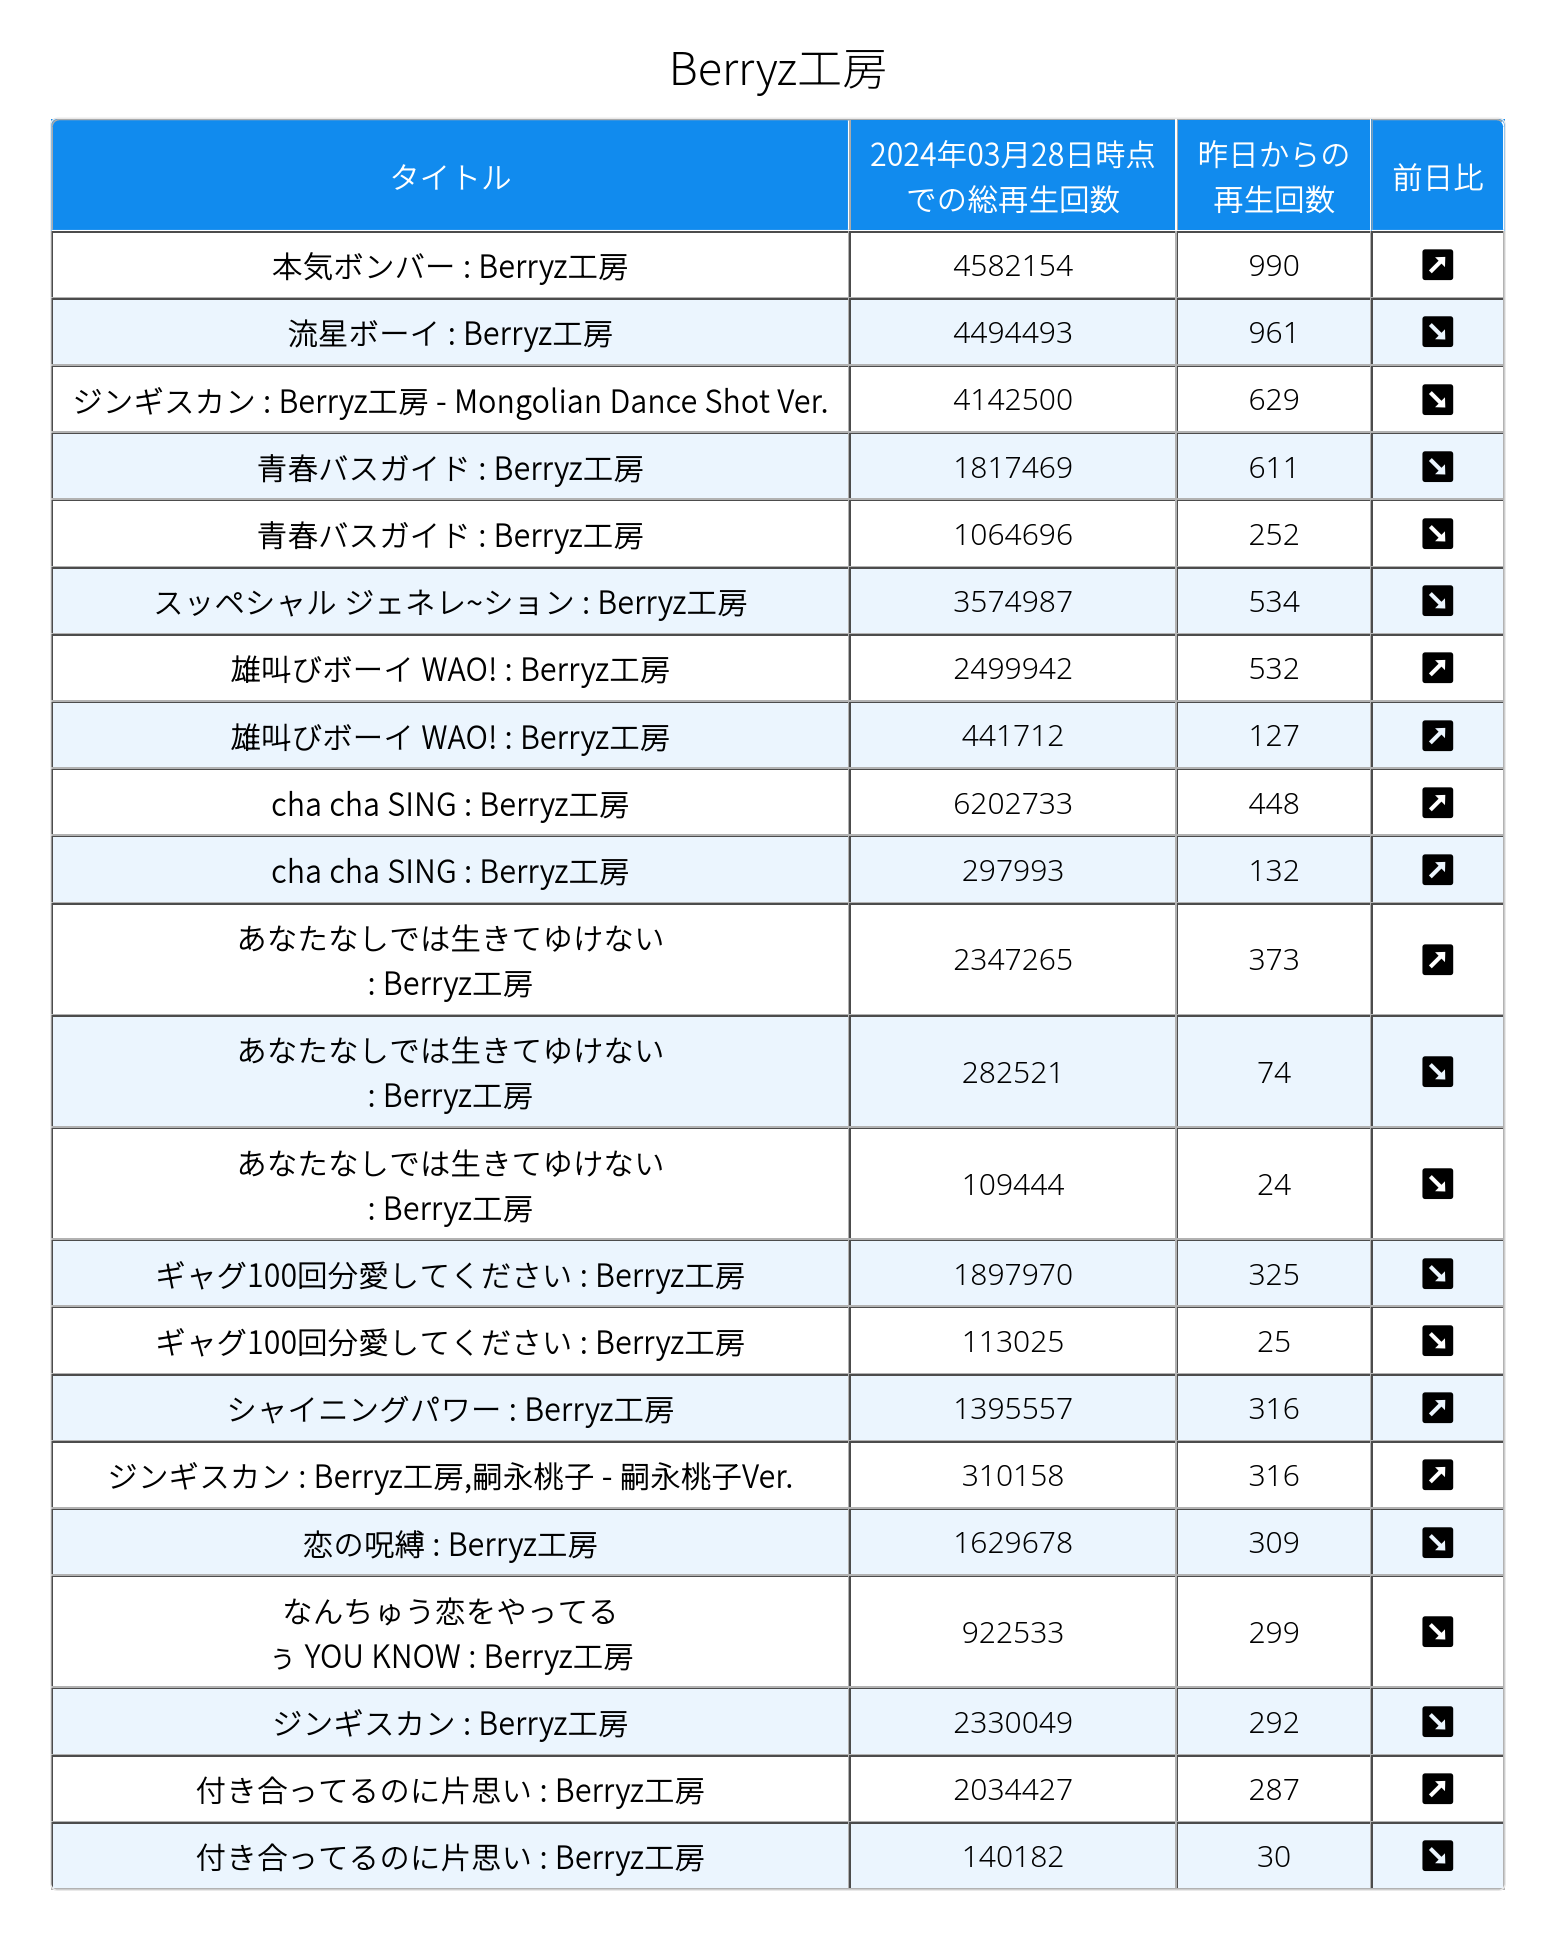 Berryz工房
タイトル
2024年03月28日時点
での総再生回数
昨日からの
再生回数
前日比
本気ボンバー : Berryz工房 4582154 990
流星ボーイ : Berryz工房 4494493 961
ジンギスカン : Berryz工房 - Mongolian Dance Shot Ver. 4142500 629
青春バスガイド : Berryz工房 1817469 611
青春バスガイド : Berryz工房 1064696 252
スッペシャル ジェネレ~ション : Berryz工房 3574987 534
雄叫びボーイ WAO! : Berryz工房 2499942 532
雄叫びボーイ WAO! : Berryz工房 441712 127
cha cha SING : Berryz工房 6202733 448
cha cha SING : Berryz工房 297993 132
あなたなしでは生きてゆけない
: Berryz工房 2347265 373
あなたなしでは生きてゆけない
: Berryz工房 282521 74
あなたなしでは生きてゆけない
: Berryz工房 109444 24
ギャグ100回分愛してください : Berryz工房 1897970 325
ギャグ100回分愛してください : Berryz工房 113025 25
シャイニングパワー : Berryz工房 1395557 316
ジンギスカン : Berryz工房,嗣永桃子 - 嗣永桃子Ver. 310158 316
恋の呪縛 : Berryz工房 1629678 309
なんちゅう恋をやってる
ぅ YOU KNOW : Berryz工房 922533 299
ジンギスカン : Berryz工房 2330049 292
付き合ってるのに片思い : Berryz工房 2034427 287
付き合ってるのに片思い : Berryz工房 140182 30